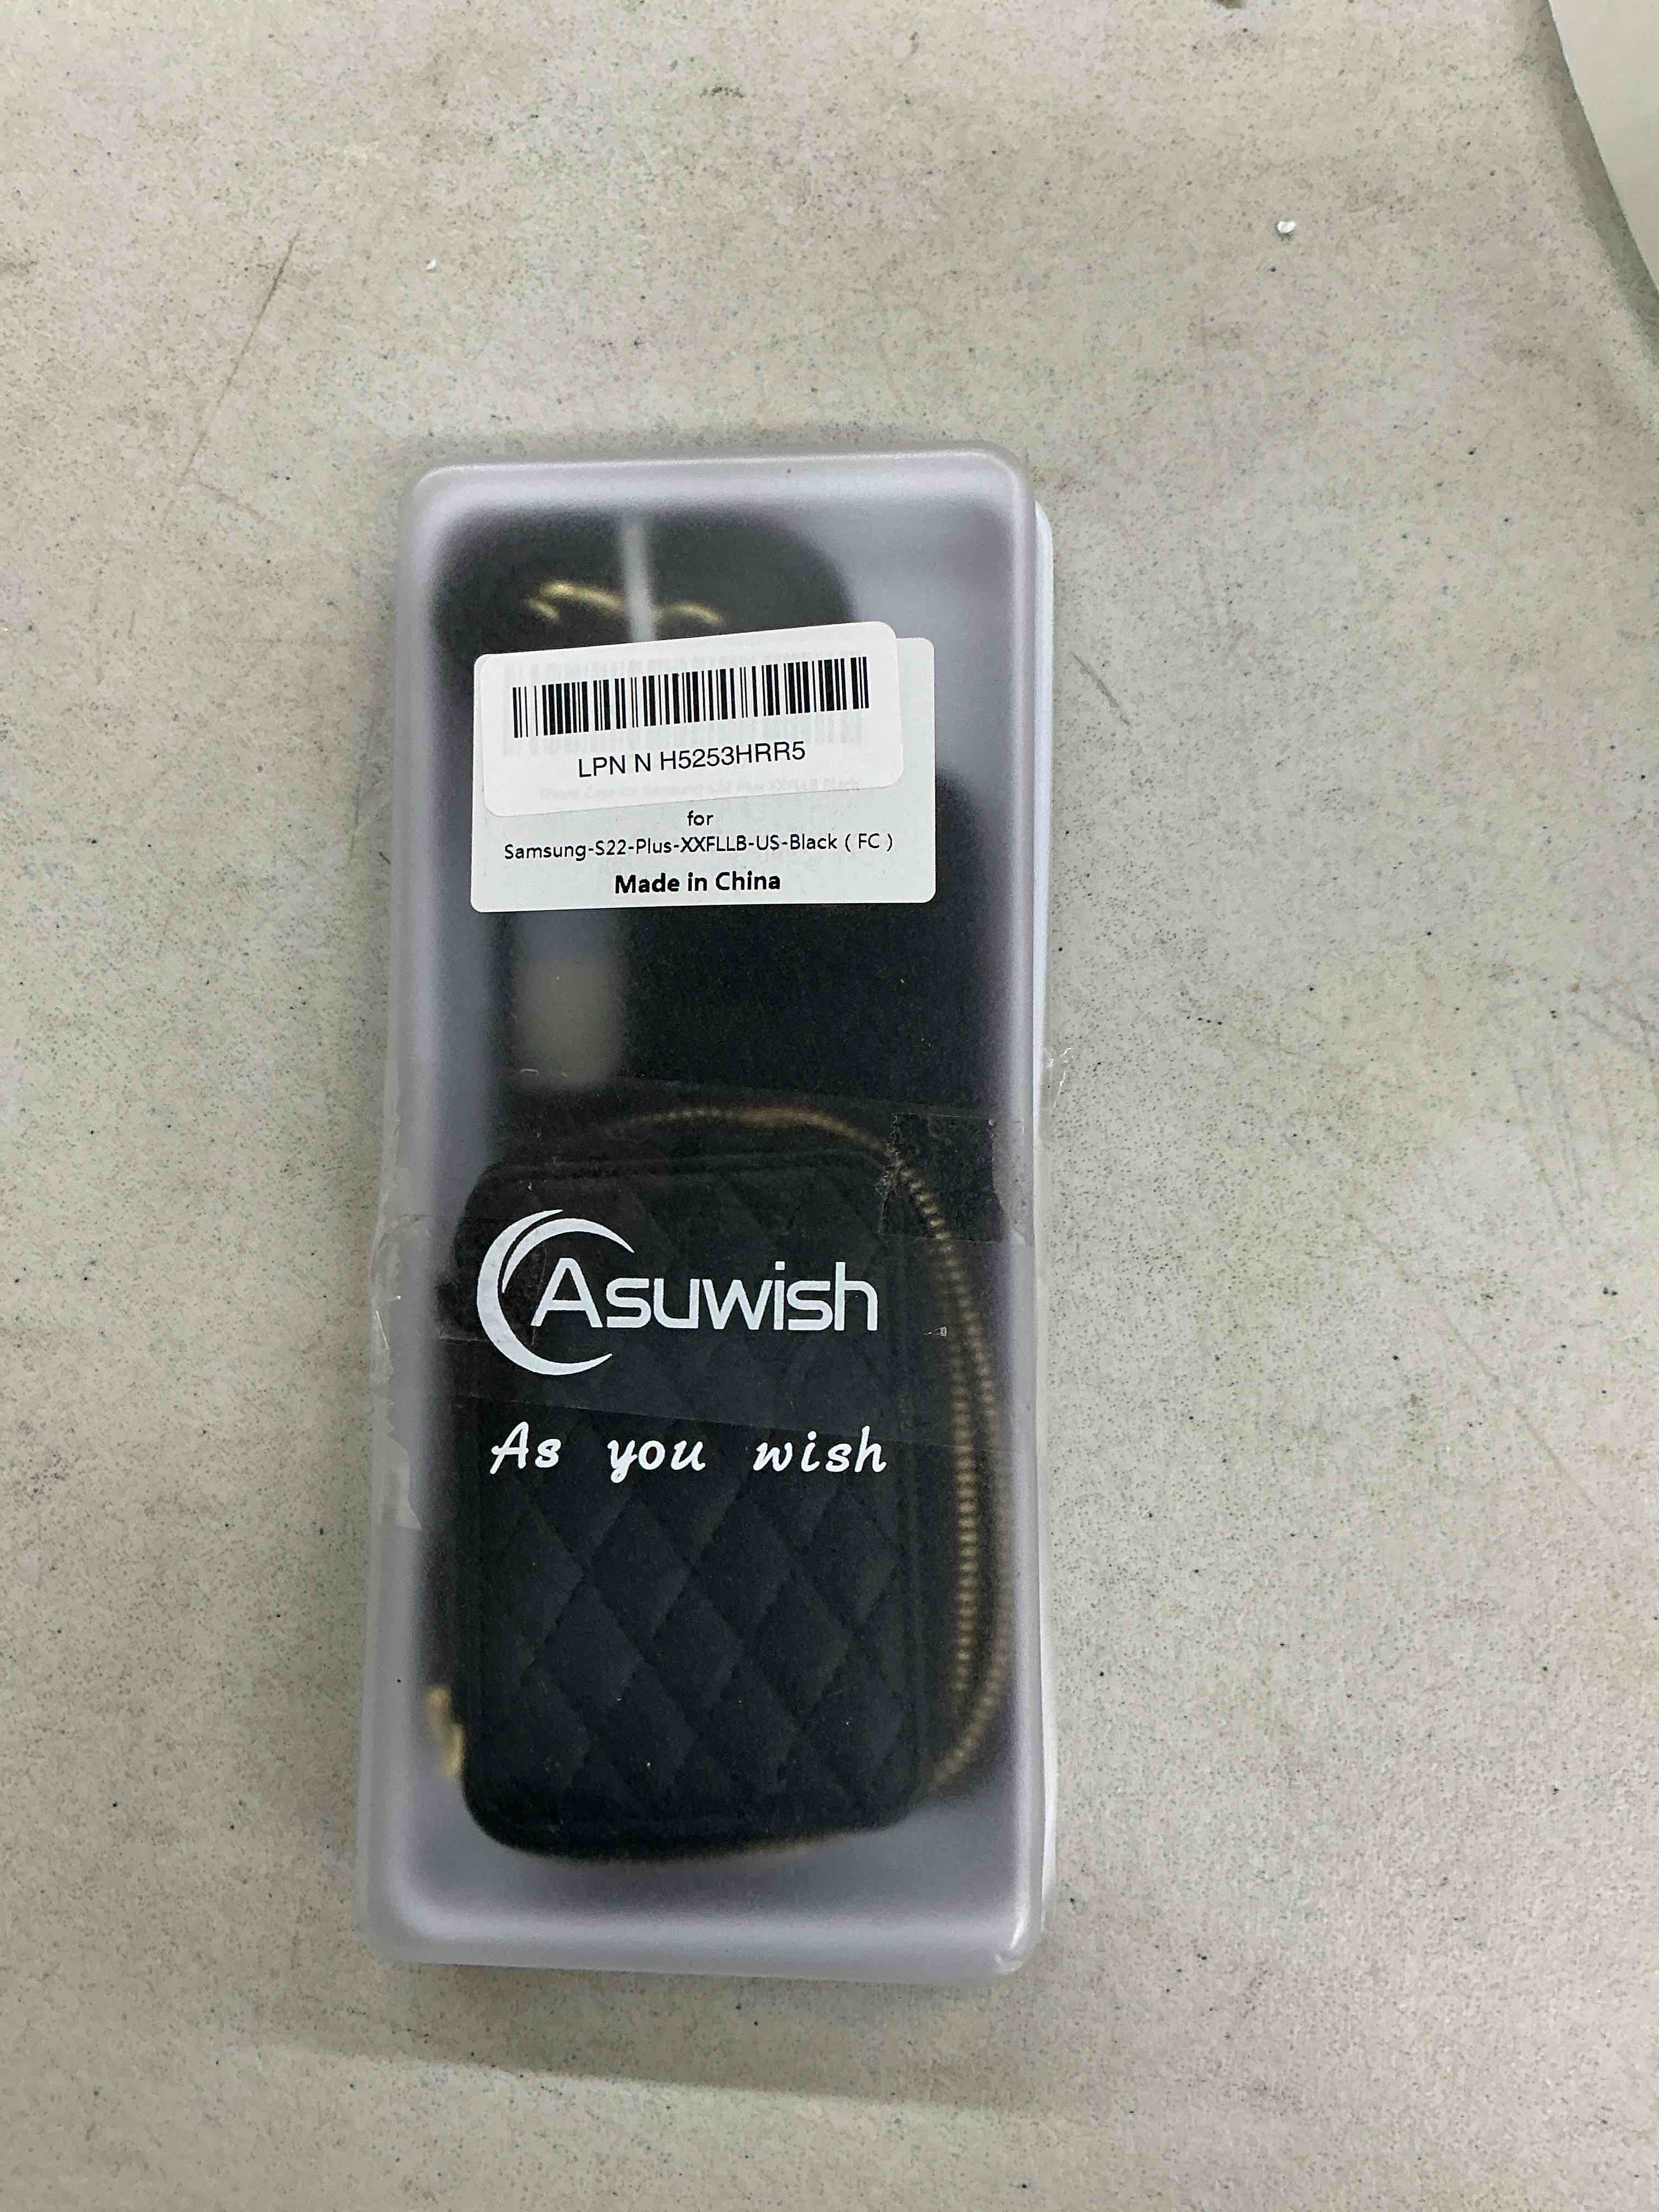 LPN N H5253HRR5
for
Samsung-S22-Plus-XXFLLB-US-Black ( FC )
Made in China
Asuwish
As you wish